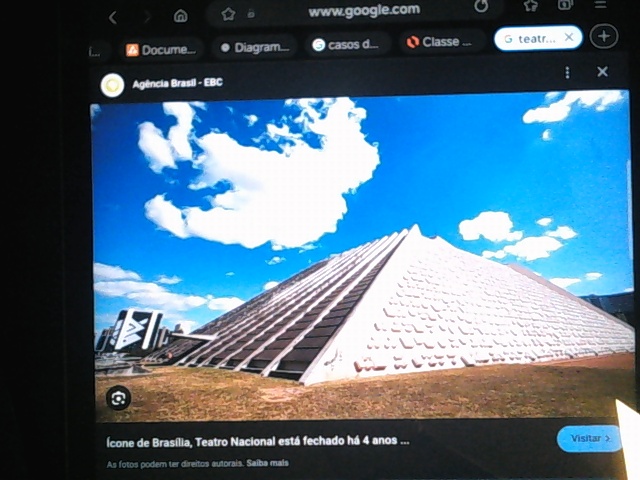 www.google.com
i...
Docume...
Diagram...
casos d...
Classe ...
G teatr...
Agência Brasil - EBC
Ícone de Brasília, Teatro Nacional está fechado há 4 anos ...
Visitar >
As fotos podem ter direitos autorais. Saiba mais